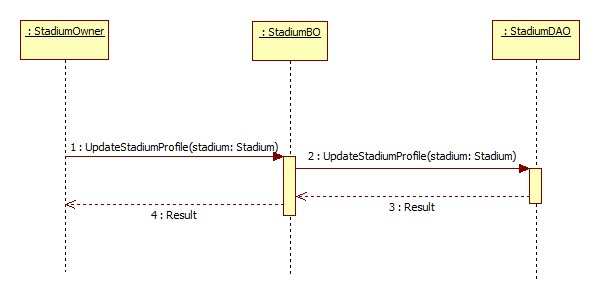 : StadiumOwner
: StadiumBO
: StadiumDAO
1 : UpdateStadiumProfile(stadium: Stadium)
2 : UpdateStadiumProfile(stadium: Stadium)
3 : Result
4 : Result